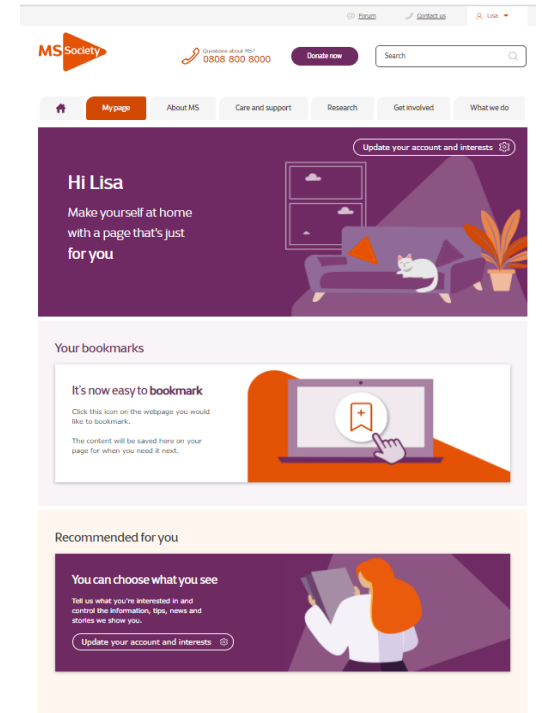 Forum Contact us Lisa
MS Society
Questions about MS?
0808 800 8000
Donate now
Search
My page About MS Care and support Research Get involved What we do
Update your account and interests
Hi Lisa
Make yourself at home
with a page that's just
for you
Your bookmarks
It's now easy to bookmark
Click this icon on the webpage you would
like to bookmark.
The content will be saved here on your
page for when you need it next.
Recommended for you
You can choose what you see
Tell us what you're interested in and
control the information, tips, news and
stories we show you.
Update your account and interests